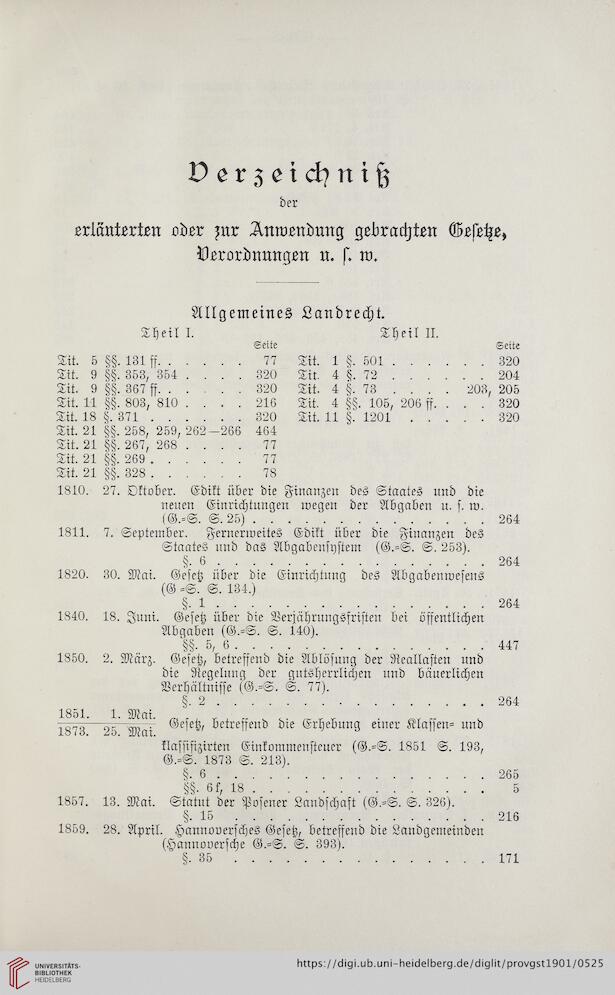 Verzeichniß
der
erläuterten oder zur Anwendung gebrachten Gesetze,
Verordnungen u. s. w.
Allgemeines Landrecht.
Theil I.
Seite
Tit. 5 §§. 131 ff. . . . . . 77
Tit. 9 §§. 353, 354 . . . . 320
Tit. 9 §§. 367 ff. . . . . . 320
Tit. 11 §§. 803, 810 . . . . 216
Tit. 18 §. 371 . . . . . . 320
Tit. 21 §§. 258, 259, 262—266 464
Tit. 21 §§. 267, 268 . . . . 77
Tit. 21 §§. 269 . . . . . . 77
Tit. 21 §§. 328 . . . . . . 78
Theil II.
Seite
Tit. 1 §. 501 . . . . . . 320
Tit. 4 §. 72 . . . . . . 204
Tit. 4 §. 73 . . . . 203, 205
Tit. 4 §§. 105, 206 ff. . . . 320
Tit. 11 §. 1201 . . . . . 320
1810. 27. Oktober. Edikt über die Finanzen des Staates und die
neuen Einrichtungen wegen der Abgaben u. s. w.
(G.=S. S. 25) . . . . . . . . . . . . . . 264
1811. 7. September. Fernerweites Edikt über die Finanzen des
Staates und das Abgabensystem (G.=S. S. 253).
§. 6 . . . . . . . . . . . . . . . . 264
1820. 30. Mai. Gesetz über die Einrichtung des Abgabenwesens
(G =S. S. 134.)
§. 1 . . . . . . . . . . . . . . . . 264
1840. 18. Juni. Gesetz über die Verjährungsfristen bei öffentlichen
Abgaben (G.=S. S. 140).
§§. 5, 6 . . . . . . . . . . . . . . . 447
1850. 2. März. Gesetz, betreffend die Ablösung der Reallasten und
die Regelung der gutsherrlichen und bäuerlichen
Verhältnisse (G.=S. S. 77).
§. 2 . . . . . . . . . . . . . . . . 264
1851. 1. Mai.
1873. 25. Mai. Gesetz, betreffend die Erhebung einer Klassen= und
klassifizirten Einkommensteuer (G.=S. 1851 S. 193,
G.=S. 1873 S. 213).
§. 6 . . . . . . . . . . . . . . . . 265
§§. 6 f, 18 . . . . . . . . . . . . . . 5
1857. 13. Mai. Statut der Posener Landschaft (G.=S. S. 326).
§. 15 . . . . . . . . . . . . . . . 216
1859. 28. April. Hannoversches Gesetz, betreffend die Landgemeinden
(Hannoversche G.=S. S. 393).
§. 35 . . . . . . . . . . . . . . . 171
UNIVERSITÄTS-
BIBLIOTHEK
HEIDELBERG
https://digi.ub.uni-heidelberg.de/diglit/provgst1901/0525